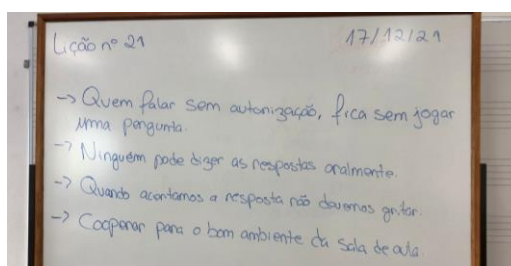 Lição nº 21
17/12/21
-> Quem falar sem autorização, fica sem jogar
uma pergunta.
-> Ninguém pode dizer as respostas oralmente.
-> Quando acertamos a resposta não devemos gritar.
-> Cooperar para o bom ambiente da sala de aula.